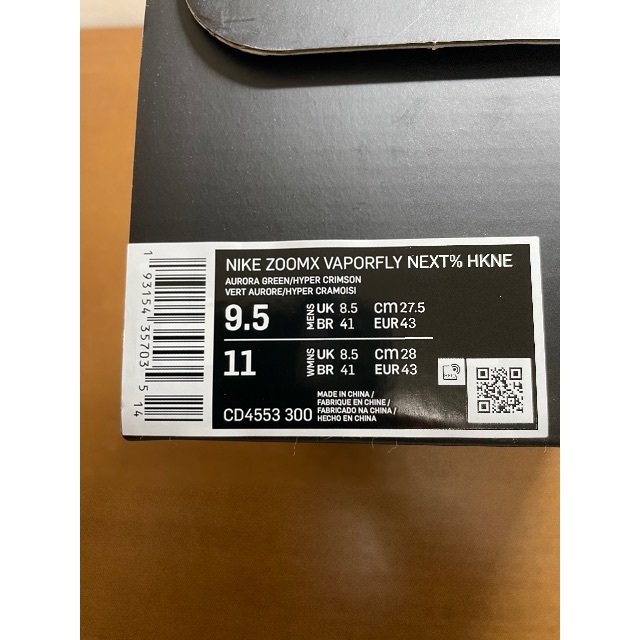 NIKE ZOOMX VAPORFLY NEXT% HKNE
AURORA GREEN/HYPER CRIMSON
VERT AURORE/HYPER CRAMOISI
9.5 MENS UK 8.5 CM 27.5
BR 41 EUR 43
11 WMNS UK 8.5 CM 28
BR 41 EUR 43
CD4553 300
MADE IN CHINA /
FABRIQUE EN CHINE /
FABRICADO NA CHINA /
HECHO EN CHINA
1 93154 35703 5 14